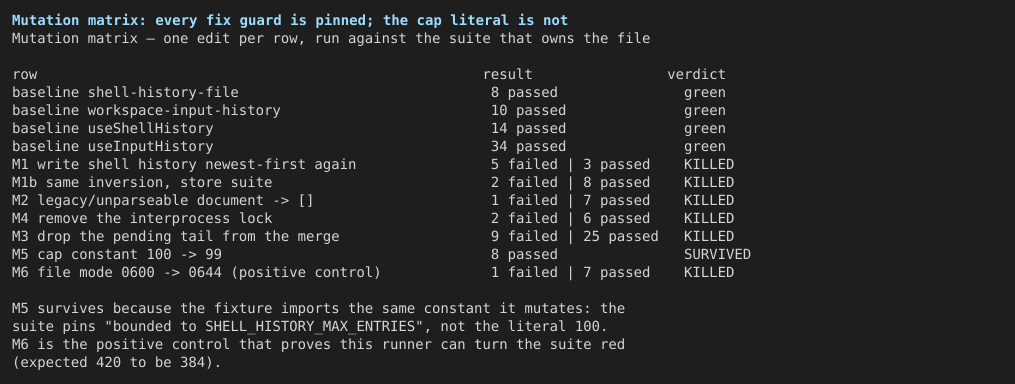 Mutation matrix: every fix guard is pinned; the cap literal is not
Mutation matrix — one edit per row, run against the suite that owns the file
row result verdict
baseline shell-history-file 8 passed green
baseline workspace-input-history 10 passed green
baseline useShellHistory 14 passed green
baseline useInputHistory 34 passed green
M1 write shell history newest-first again 5 failed | 3 passed KILLED
M1b same inversion, store suite 2 failed | 8 passed KILLED
M2 legacy/unparseable document -> [] 1 failed | 7 passed KILLED
M4 remove the interprocess lock 2 failed | 6 passed KILLED
M3 drop the pending tail from the merge 9 failed | 25 passed KILLED
M5 cap constant 100 -> 99 8 passed SURVIVED
M6 file mode 0600 -> 0644 (positive control) 1 failed | 7 passed KILLED
M5 survives because the fixture imports the same constant it mutates: the
suite pins "bounded to SHELL_HISTORY_MAX_ENTRIES", not the literal 100.
M6 is the positive control that proves this runner can turn the suite red
(expected 420 to be 384).